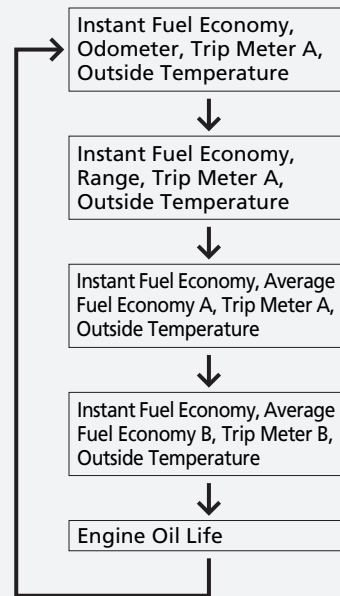 Instant Fuel Economy,
Odometer, Trip Meter A,
Outside Temperature
Instant Fuel Economy,
Range, Trip Meter A,
Outside Temperature
Instant Fuel Economy, Average
Fuel Economy A, Trip Meter A,
Outside Temperature
Instant Fuel Economy, Average
Fuel Economy B, Trip Meter B,
Outside Temperature
Engine Oil Life